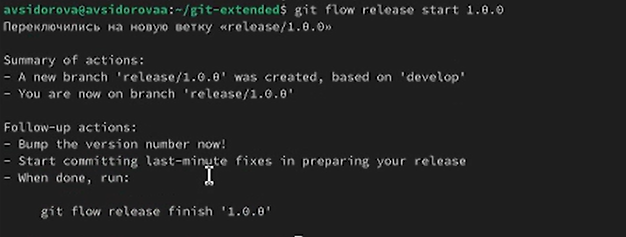 avsidorova@avsidorovaa:~/git-extended$ git flow release start 1.0.0
Переключились на новую ветку «release/1.0.0»
Summary of actions:
- A new branch 'release/1.0.0' was created, based on 'develop'
- You are now on branch 'release/1.0.0'
Follow-up actions:
- Bump the version number now!
- Start committing last-minute fixes in preparing your release
- When done, run:
git flow release finish '1.0.0'